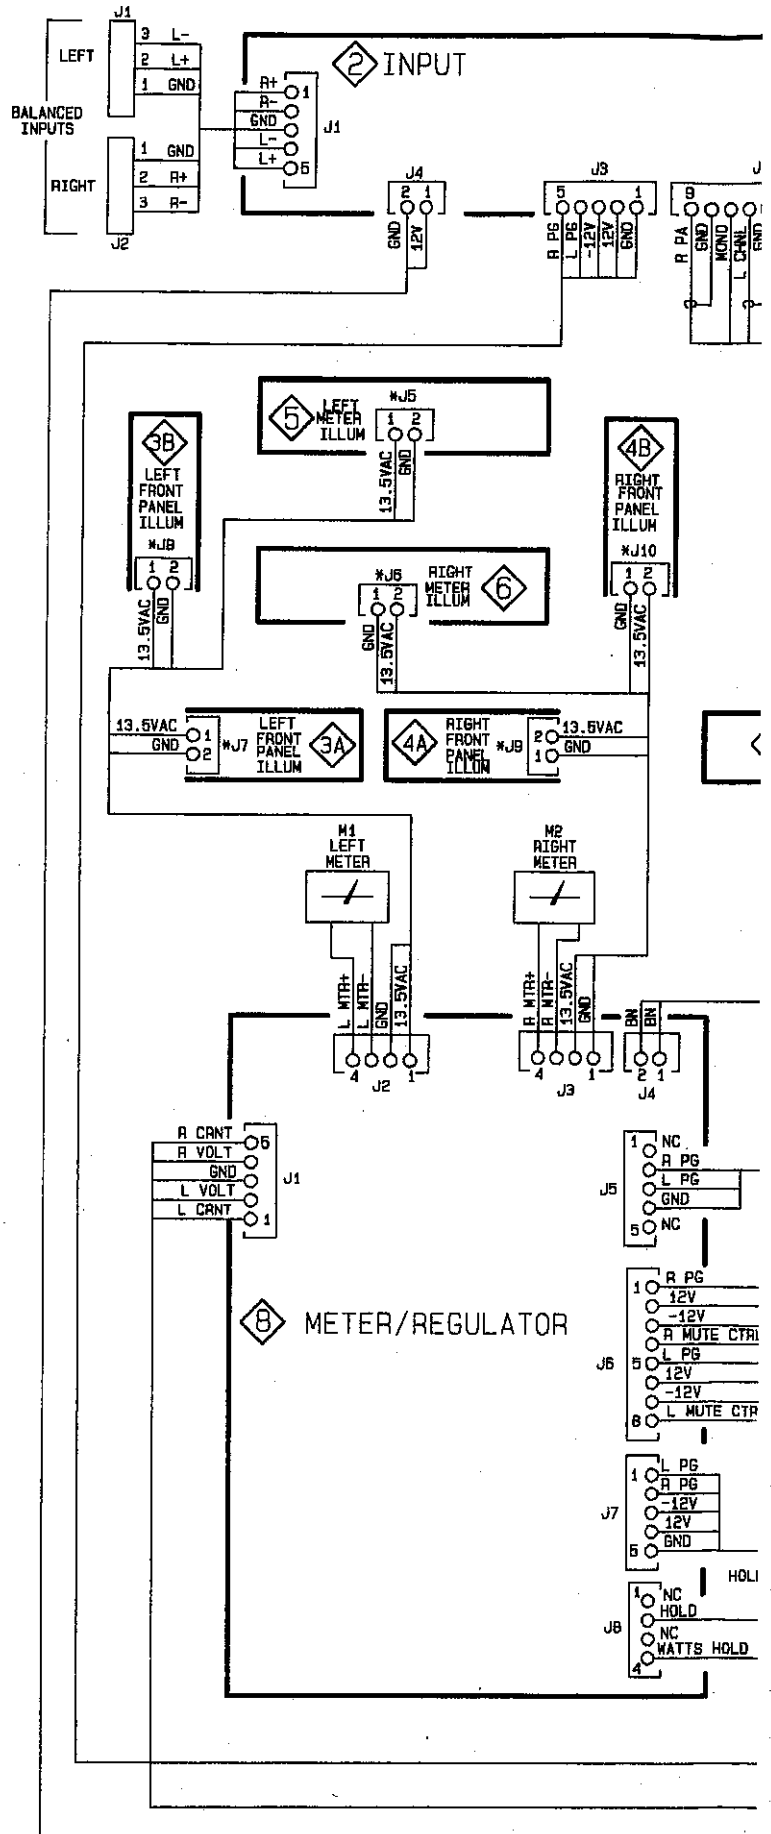 J1
3 L-
LEFT
2 L+
1 GND
BALANCED
INPUTS
1 GND
RIGHT
2 R+
3 R-
J2
2 INPUT
R+ 1
R-
GND
L-
L+ 5
J1
J4
2 1
GND
12V
J3
5 1
R PG
L PG
-12V
12V
GND
J
9
R PA
GND
MONO
L CHNL
GND
5
LEFT
METER
ILLUM
*J5
1 2
13.5VAC
GND
3B
LEFT
FRONT
PANEL
ILLUM
*J8
1 2
13.5VAC
GND
4B
RIGHT
FRONT
PANEL
ILLUM
*J10
1 2
GND
13.5VAC
*J6
1 2
RIGHT
METER
ILLUM
6
GND
13.5VAC
13.5VAC 1
GND 2
*J7
LEFT
FRONT
PANEL
ILLUM
3A
4A
RIGHT
FRONT
PANEL
ILLUM
*J9
2 13.5VAC
1 GND
M1
LEFT
METER
M2
RIGHT
METER
L MTR+
L MTR-
GND
13.5VAC
4 1
J2
R MTR+
R MTR-
13.5VAC
GND
4 1
J3
BN
BN
2 1
J4
R CRNT 5
R VOLT
GND
L VOLT
L CRNT 1
J1
1 NC
R PG
L PG
GND
5 NC
J5
8 METER/REGULATOR
1 R PG
12V
-12V
R MUTE CTRL
5 L PG
12V
-12V
8 L MUTE CTR
J6
1 L PG
R PG
-12V
12V
5 GND
J7
HOL
1 NC
HOLD
NC
4 WATTS HOLD
J8